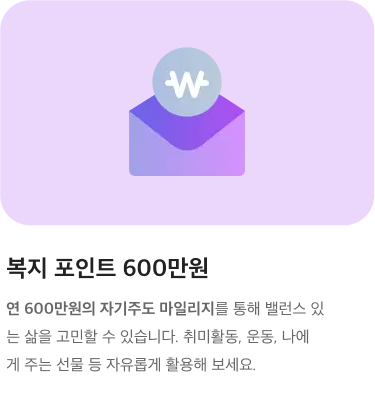 ₩
복지 포인트 600만원
연 600만원의 자기주도 마일리지를 통해 밸런스 있
는 삶을 고민할 수 있습니다. 취미활동, 운동, 나에
게 주는 선물 등 자유롭게 활용해 보세요.